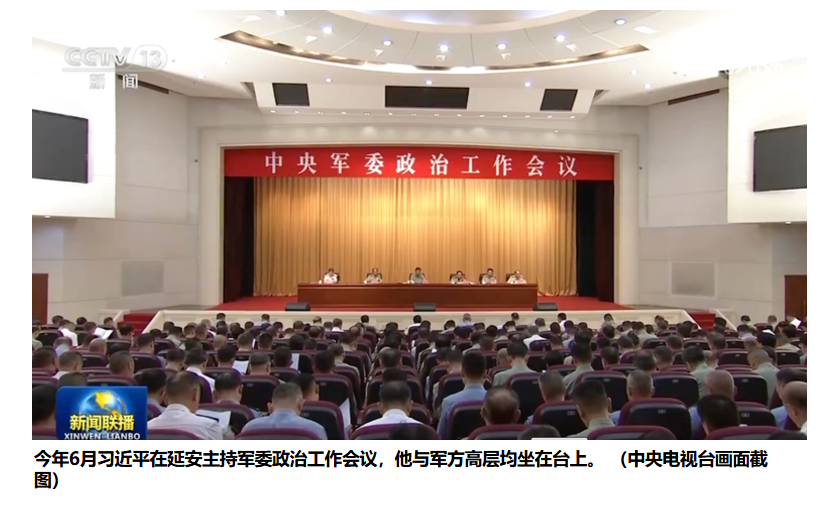 CCTV 13
新闻
中央军委政治工作会议
新闻联播
XINWEN LIANBO
今年6月习近平在延安主持军委政治工作会议，他与军方高层均坐在台上。 （中央电视台画面截
图）